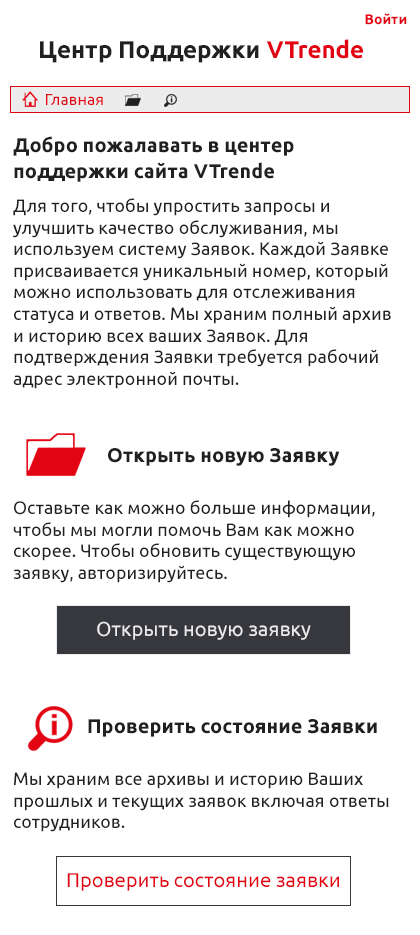 Войти
Центр Поддержки VTrende
Главная
Добро пожалавать в центер
поддержки сайта VTrende
Для того, чтобы упростить запросы и
улучшить качество обслуживания, мы
используем систему Заявок. Каждой Заявке
присваивается уникальный номер, который
можно использовать для отслеживания
статуса и ответов. Мы храним полный архив
и историю всех ваших Заявок. Для
подтверждения Заявки требуется рабочий
адрес электронной почты.
Открыть новую Заявку
Оставьте как можно больше информации,
чтобы мы могли помочь Вам как можно
скорее. Чтобы обновить существующую
заявку, авторизируйтесь.
Открыть новую заявку
Проверить состояние Заявки
Мы храним все архивы и историю Ваших
прошлых и текущих заявок включая ответы
сотрудников.
Проверить состояние заявки